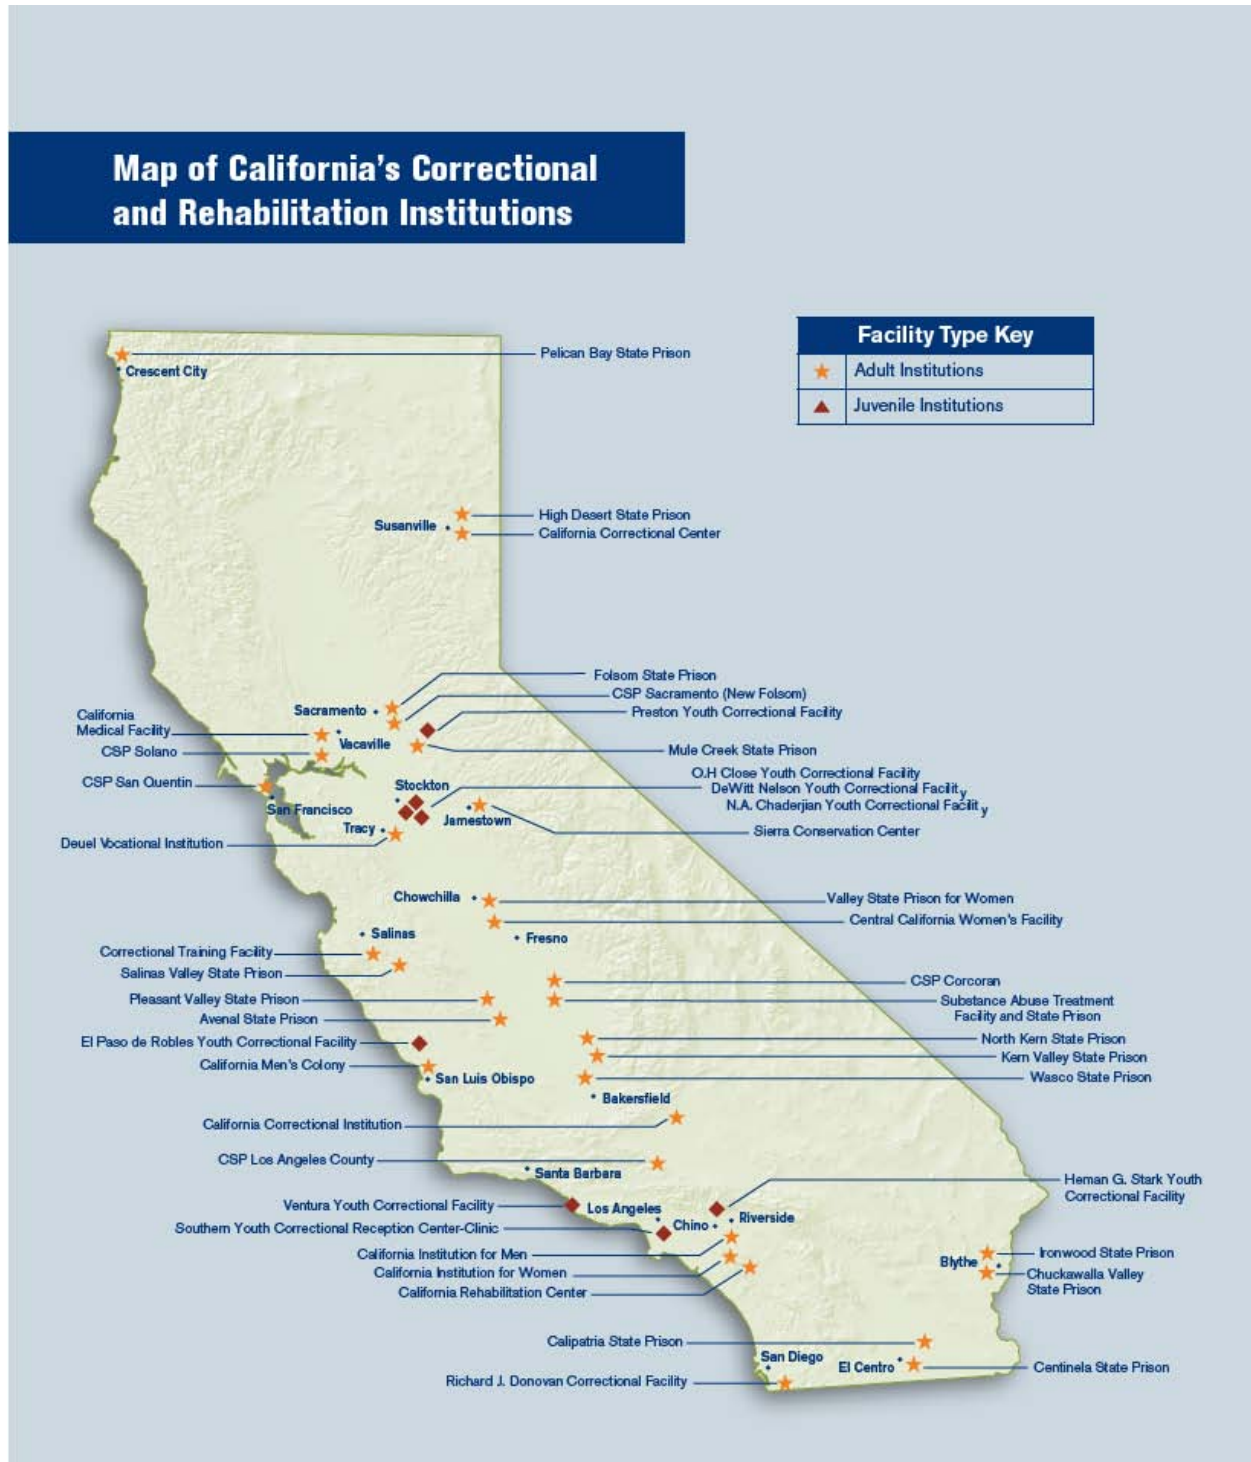 Map of California's Correctional
and Rehabilitation Institutions
Facility Type Key
Adult Institutions
Juvenile Institutions
Pelican Bay State Prison
Crescent City
High Desert State Prison
Susanville
California Correctional Center
Folsom State Prison
CSP Sacramento (New Folsom)
Sacramento
Preston Youth Correctional Facility
California
Medical Facility
Vacaville
Mule Creek State Prison
CSP Solano
O.H Close Youth Correctional Facility
CSP San Quentin
Stockton
DeWitt Nelson Youth Correctional Facility
N.A. Chaderjian Youth Correctional Facility
San Francisco
Jamestown
Tracy
Sierra Conservation Center
Deuel Vocational Institution
Chowchilla
Valley State Prison for Women
Central California Women's Facility
Salinas
Fresno
Correctional Training Facility
Salinas Valley State Prison
CSP Corcoran
Pleasant Valley State Prison
Substance Abuse Treatment
Facility and State Prison
Avenal State Prison
North Kern State Prison
El Paso de Robles Youth Correctional Facility
Kern Valley State Prison
California Men's Colony
San Luis Obispo
Wasco State Prison
Bakersfield
California Correctional Institution
CSP Los Angeles County
Santa Barbara
Heman G. Stark Youth
Correctional Facility
Ventura Youth Correctional Facility
Los Angeles
Riverside
Chino
Southern Youth Correctional Reception Center-Clinic
California Institution for Men
Ironwood State Prison
Blythe
California Institution for Women
Chuckawalla Valley
State Prison
California Rehabilitation Center
Calipatria State Prison
San Diego
El Centro
Centinela State Prison
Richard J. Donovan Correctional Facility